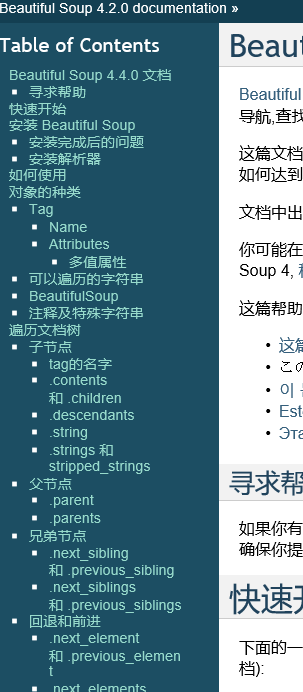 Beautiful Soup 4.2.0 documentation »
Table of Contents
Beautiful Soup 4.4.0 文档
寻求帮助
快速开始
安装 Beautiful Soup
安装完成后的问题
安装解析器
如何使用
对象的种类
Tag
Name
Attributes
多值属性
可以遍历的字符串
BeautifulSoup
注释及特殊字符串
遍历文档树
子节点
tag的名字
.contents
和 .children
.descendants
.string
.strings 和
stripped_strings
父节点
.parent
.parents
兄弟节点
.next_sibling
和 .previous_sibling
.next_siblings
和 .previous_siblings
回退和前进
.next_element
和 .previous_elemen
t
.next_elements
Beaut
Beautiful
导航,查找
这篇文档
如何达到
文档中出
你可能在
Soup 4,
这篇帮助
这篇
この
이
Est
Эта
寻求帮
如果你有
确保你提
快速开
下面的一
档):